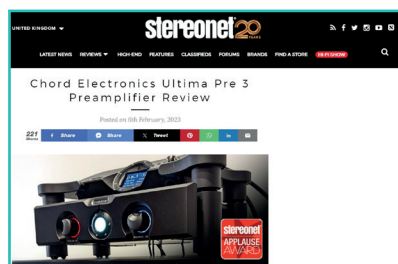 UNITED KINGDOM
stereonet 20
YEARS
LATEST NEWS REVIEWS HIGH-END FEATURES CLASSIFIEDS FORUMS BRANDS FIND A STORE HI-FI SHOW
Chord Electronics Ultima Pre 3
Preamplifier Review
Posted on 6th February, 2023
221 Share Share Tweet
Shares
stereonet
APPLAUSE
AWARD